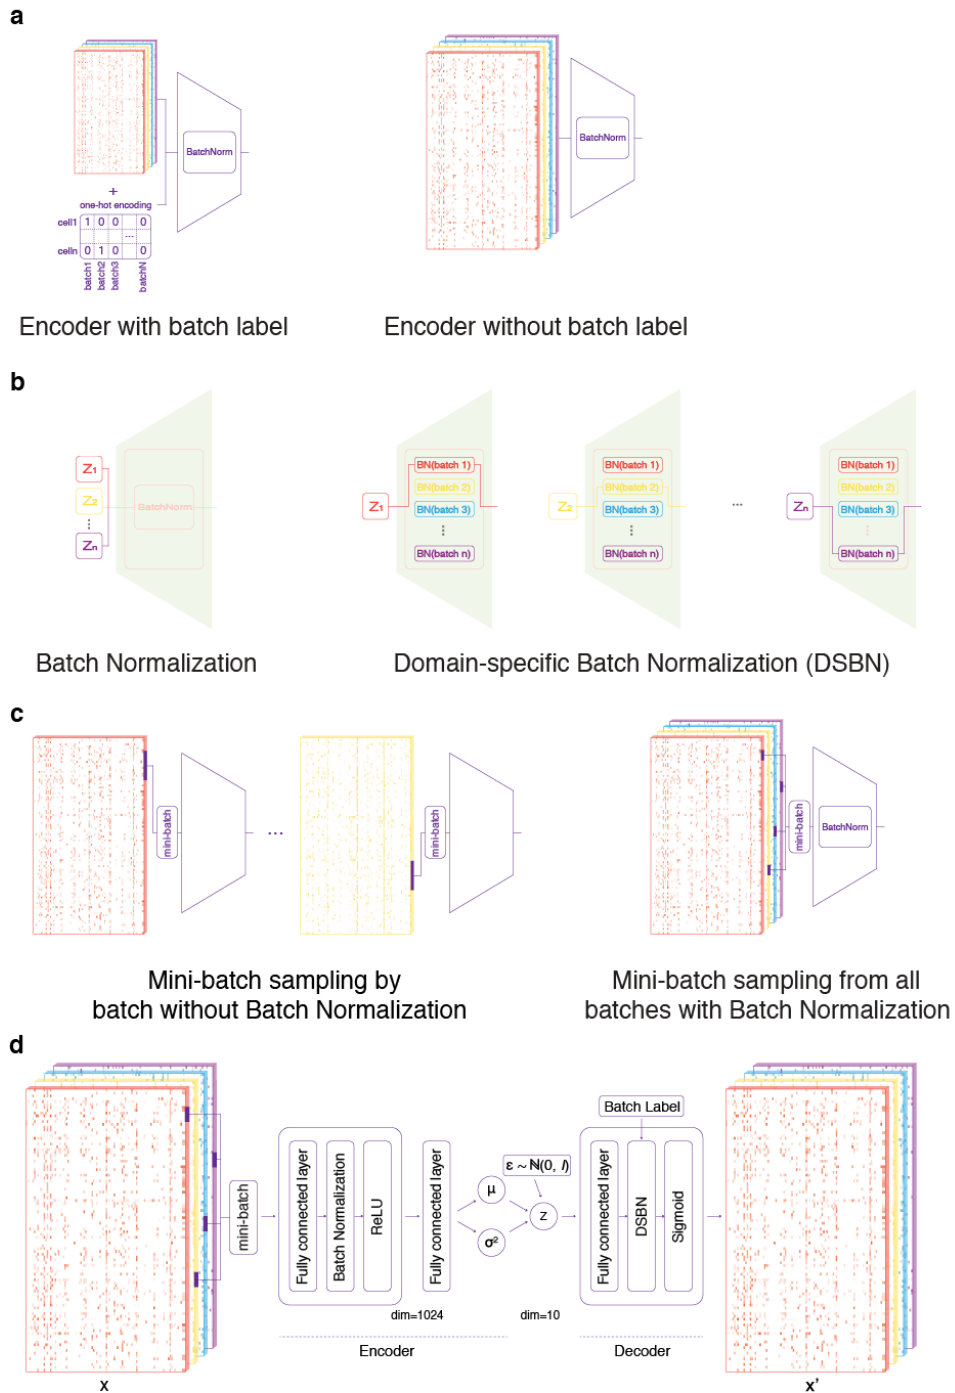 a
BatchNorm
+
one-hot encoding
cell1 1 0 0 0
...
celln 0 1 0 0
batch1 batch2 batch3 batchN
Encoder with batch label
BatchNorm
Encoder without batch label
b
Z1
Z2
⋮
Zn
BatchNorm
Batch Normalization
Z1
BN(batch 1)
BN(batch 2)
BN(batch 3)
⋮
BN(batch n)
Z2
BN(batch 1)
BN(batch 2)
BN(batch 3)
⋮
BN(batch n)
...
Zn
BN(batch 1)
BN(batch 2)
BN(batch 3)
⋮
BN(batch n)
Domain-specific Batch Normalization (DSBN)
c
mini-batch
...
mini-batch
Mini-batch sampling by
batch without Batch Normalization
mini-batch
BatchNorm
Mini-batch sampling from all
batches with Batch Normalization
d
x
mini-batch
Fully connected layer
Batch Normalization
ReLU
Fully connected layer
dim=1024
Encoder
μ
σ²
ε ~ N(0, I)
z
dim=10
Batch Label
Fully connected layer
DSBN
Sigmoid
Decoder
x'